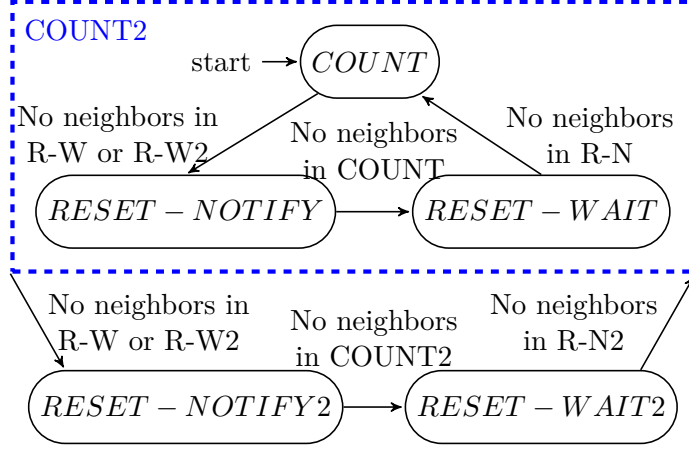 COUNT2
start
COUNT
No neighbors in
R-W or R-W2
No neighbors
in COUNT
No neighbors
in R-N
RESET − NOTIFY
RESET − WAIT
No neighbors in
R-W or R-W2
No neighbors
in COUNT2
No neighbors
in R-N2
RESET − NOTIFY2
RESET − WAIT2